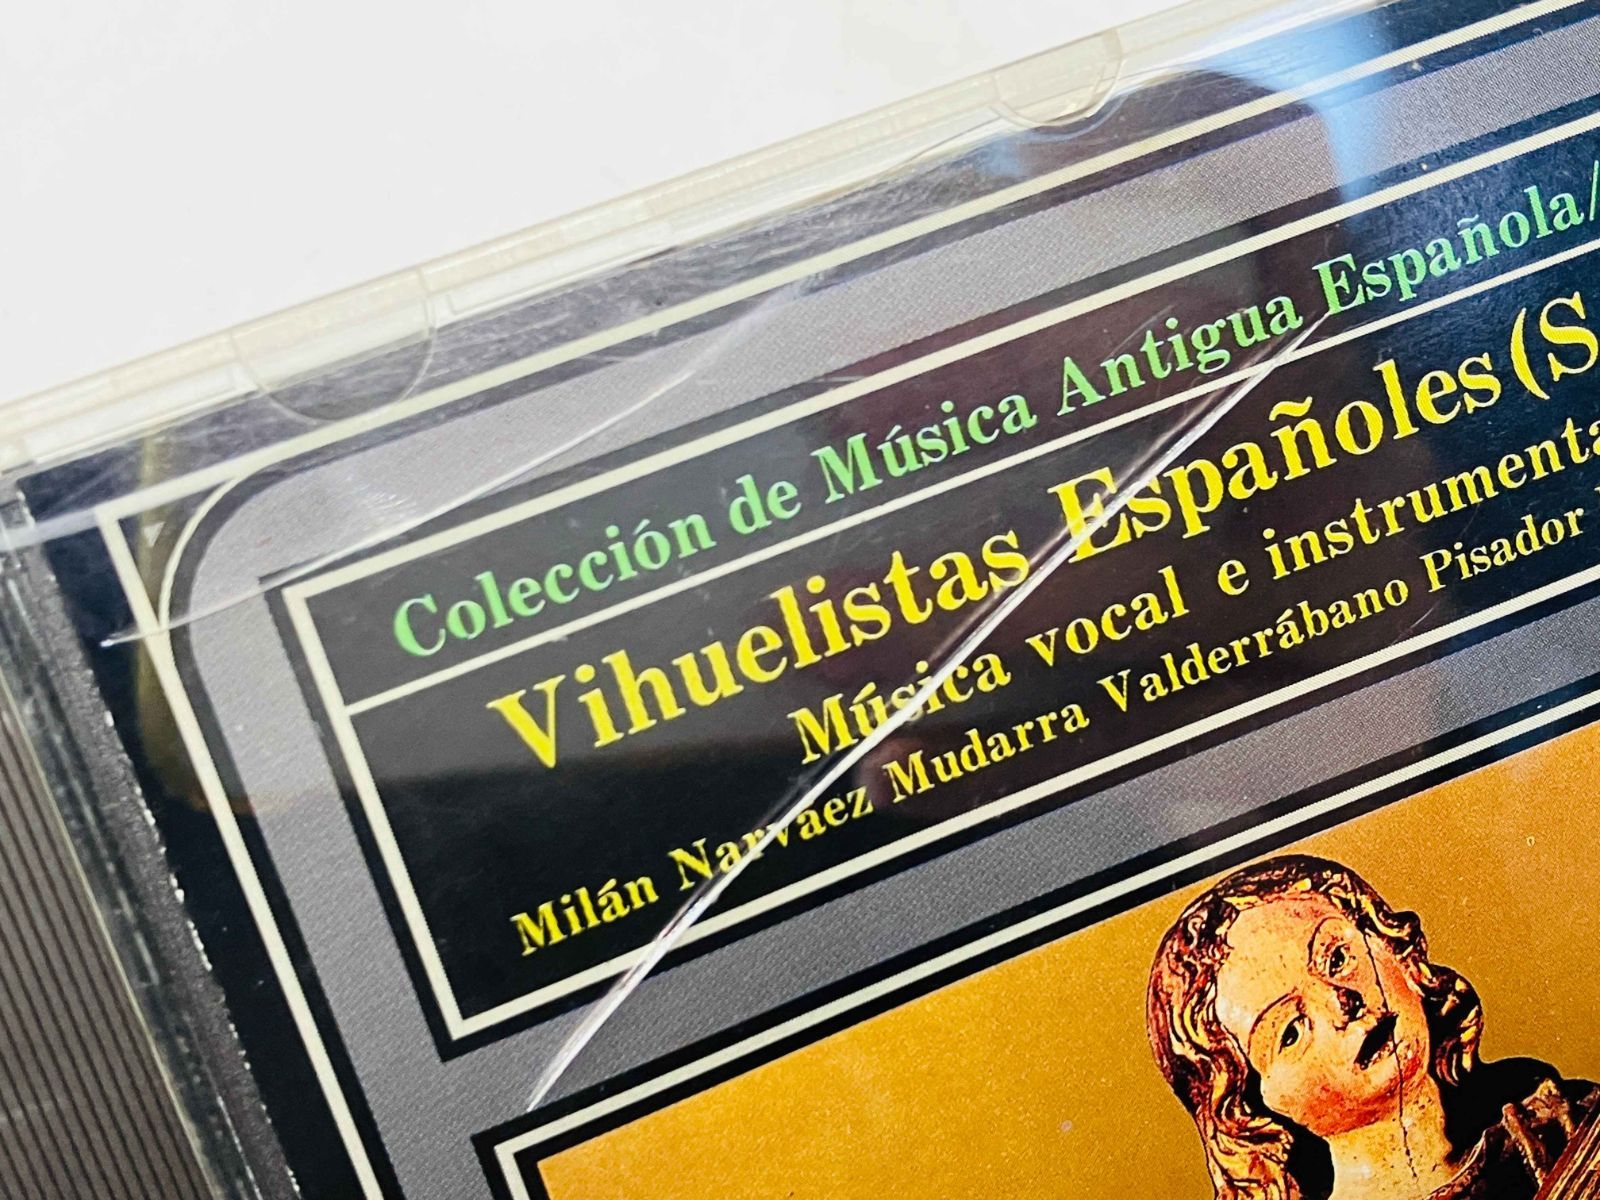 Colección de Música Antigua Española/
Vihuelistas Españoles (S
Música vocal e instrumenta
Milán Narvaez Mudarra Valderrábano Pisador